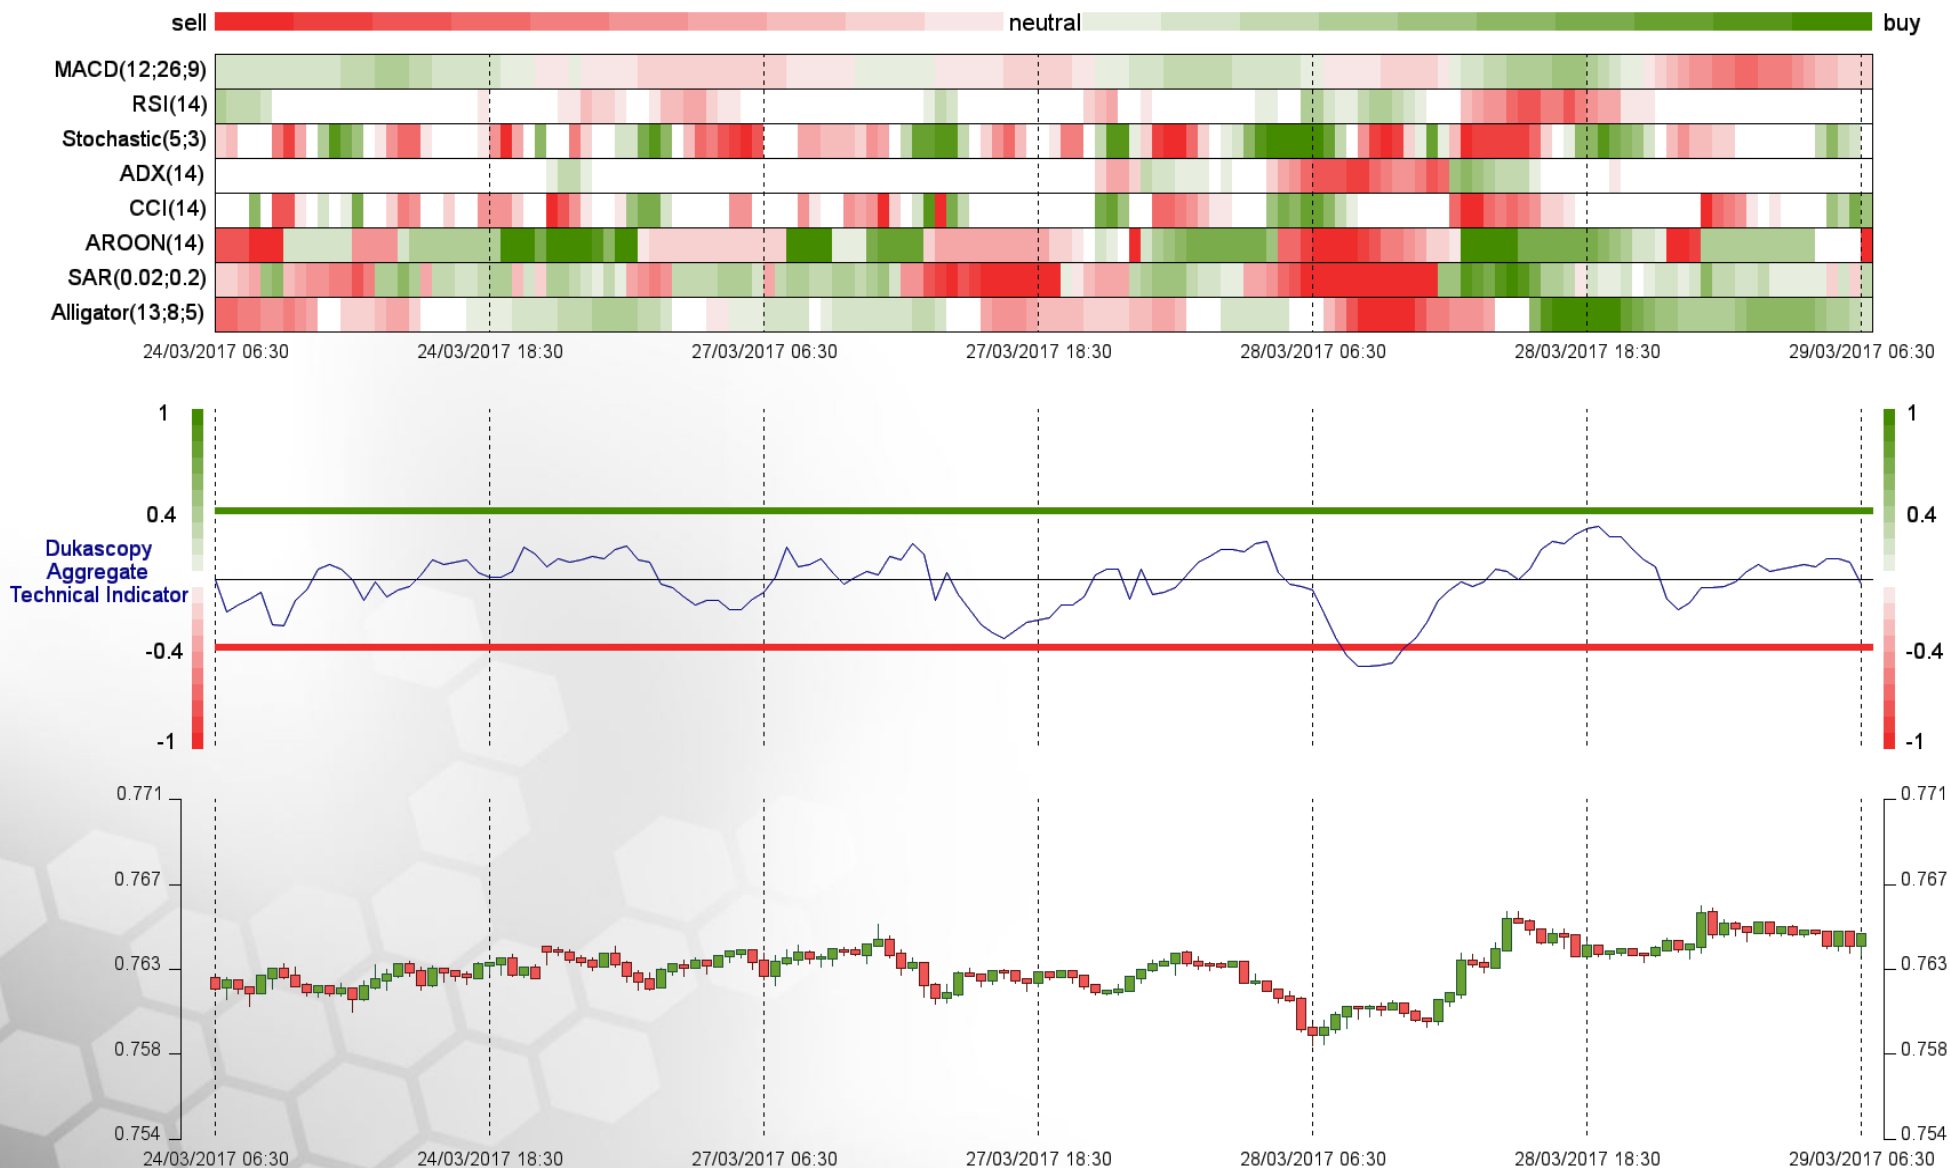 sell neutral buy
MACD(12;26;9)
RSI(14)
Stochastic(5;3)
ADX(14)
CCI(14)
AROON(14)
SAR(0.02;0.2)
Alligator(13;8;5)
24/03/2017 06:30 24/03/2017 18:30 27/03/2017 06:30 27/03/2017 18:30 28/03/2017 06:30 28/03/2017 18:30 29/03/2017 06:30
1 1
0.4 0.4
Dukascopy
Aggregate
Technical Indicator
-0.4 -0.4
-1 -1
0.771 0.771
0.767 0.767
0.763 0.763
0.758 0.758
0.754 0.754
24/03/2017 06:30 24/03/2017 18:30 27/03/2017 06:30 27/03/2017 18:30 28/03/2017 06:30 28/03/2017 18:30 29/03/2017 06:30